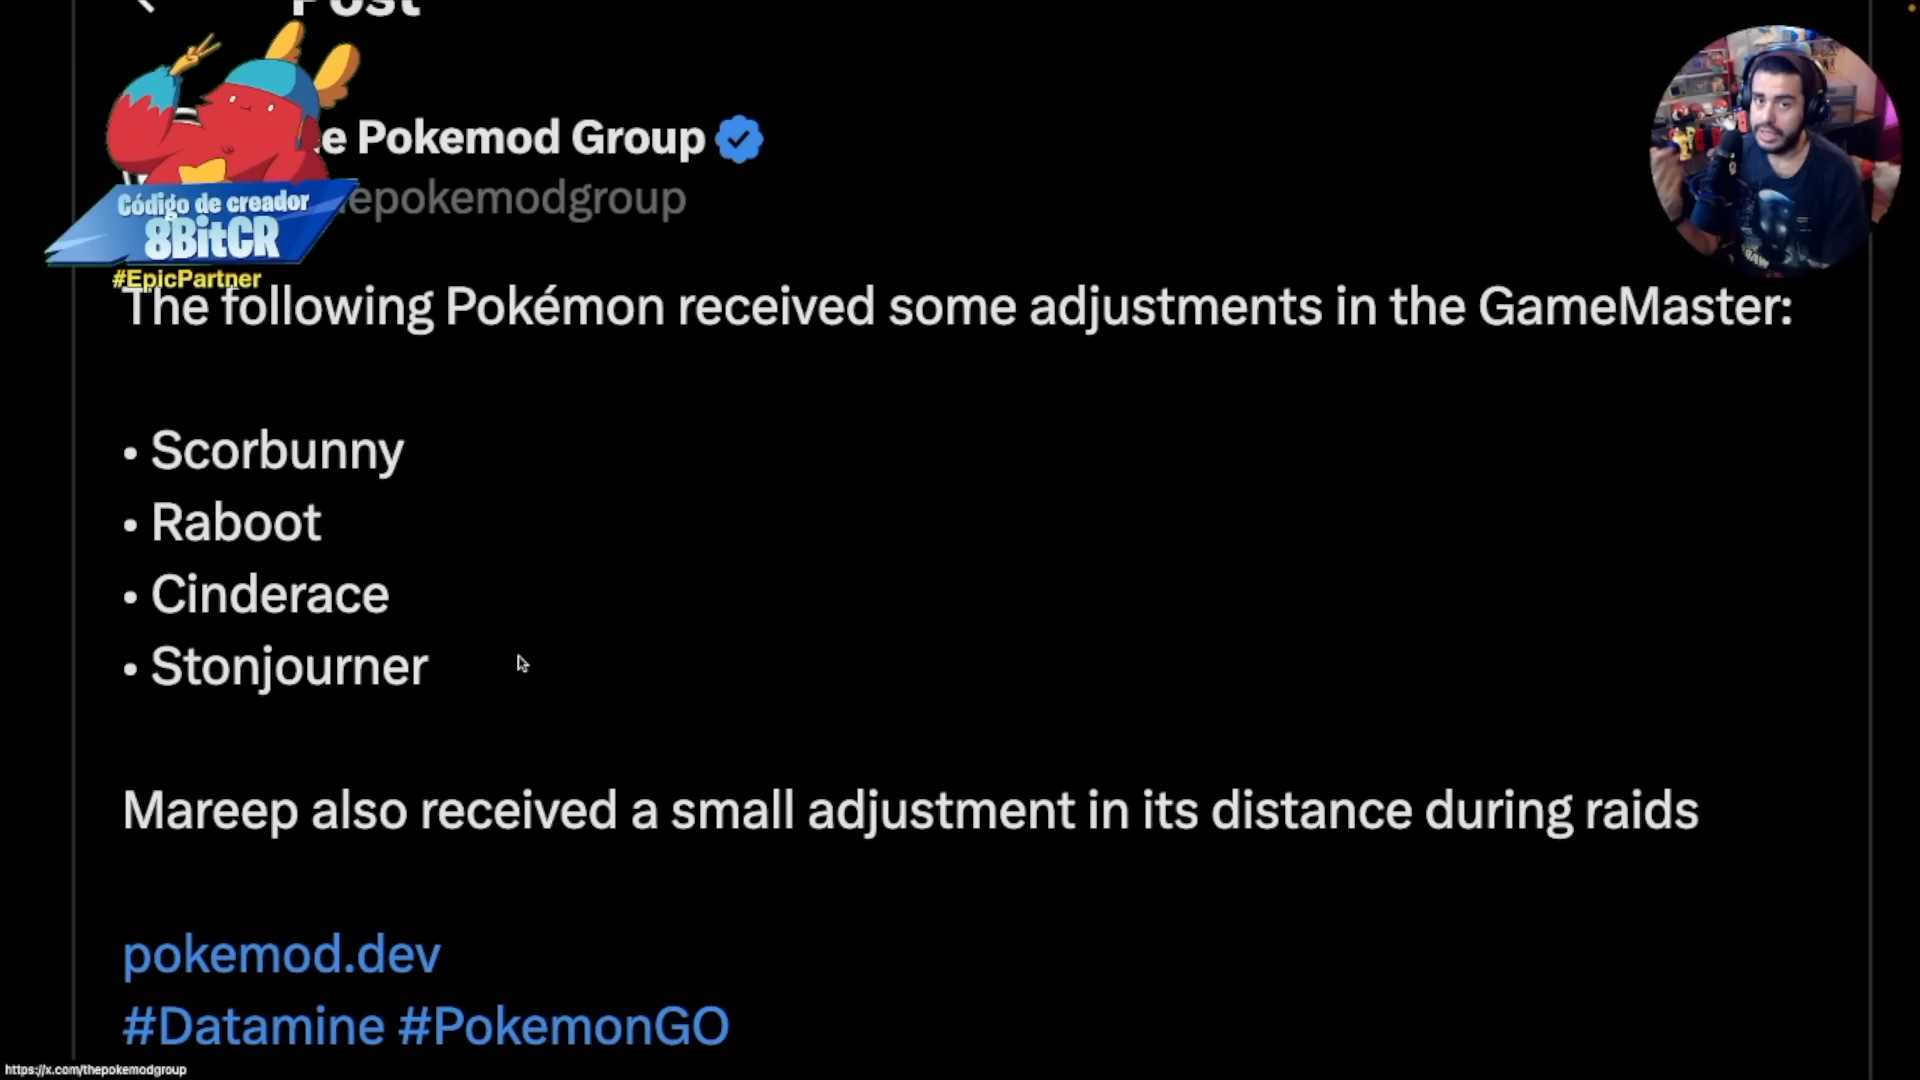 Post
e Pokemod Group
epokemodgroup
Código de creador
8BitCR
#EpicPartner
The following Pokémon received some adjustments in the GameMaster:
• Scorbunny
• Raboot
• Cinderace
• Stonjourner
Mareep also received a small adjustment in its distance during raids
pokemod.dev
#Datamine #PokemonGO
https://x.com/thepokemodgroup